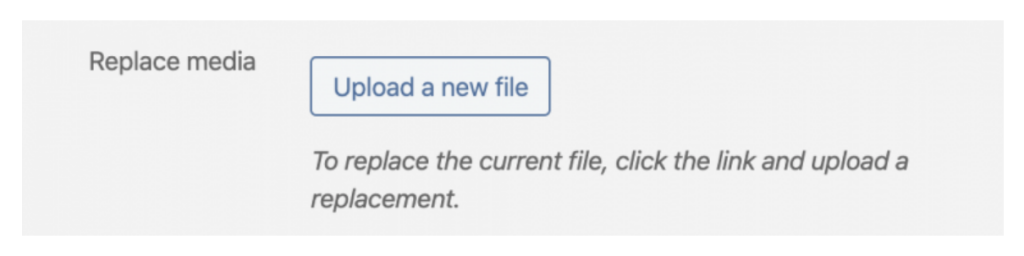 Replace media
Upload a new file
To replace the current file, click the link and upload a
replacement.